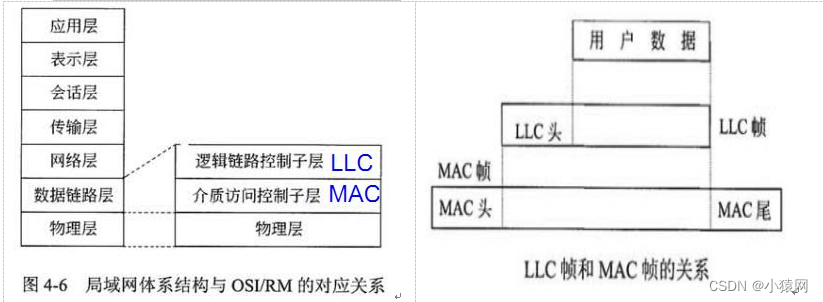 应用层
表示层
会话层
传输层
网络层
数据链路层
物理层
逻辑链路控制子层 LLC
介质访问控制子层 MAC
物理层
图 4-6 局域网体系结构与 OSI/RM 的对应关系
用 户 数 据
LLC 头
LLC 帧
MAC 帧
MAC 头
MAC 尾
LLC 帧和 MAC 帧的关系
CSDN @小猿网